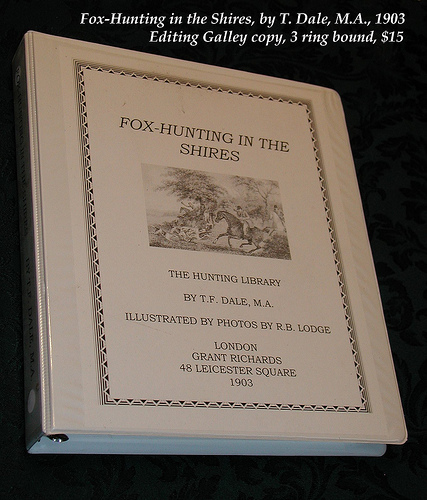 Fox-Hunting in the Shires, by T. Dale, M.A., 1903
Editing Galley copy, 3 ring bound, $15
FOX-HUNTING IN THE
SHIRES
THE HUNTING LIBRARY
BY T.F. DALE, M.A.
ILLUSTRATED BY PHOTOS BY R.B. LODGE
LONDON
GRANT RICHARDS
48 LEICESTER SQUARE
1903